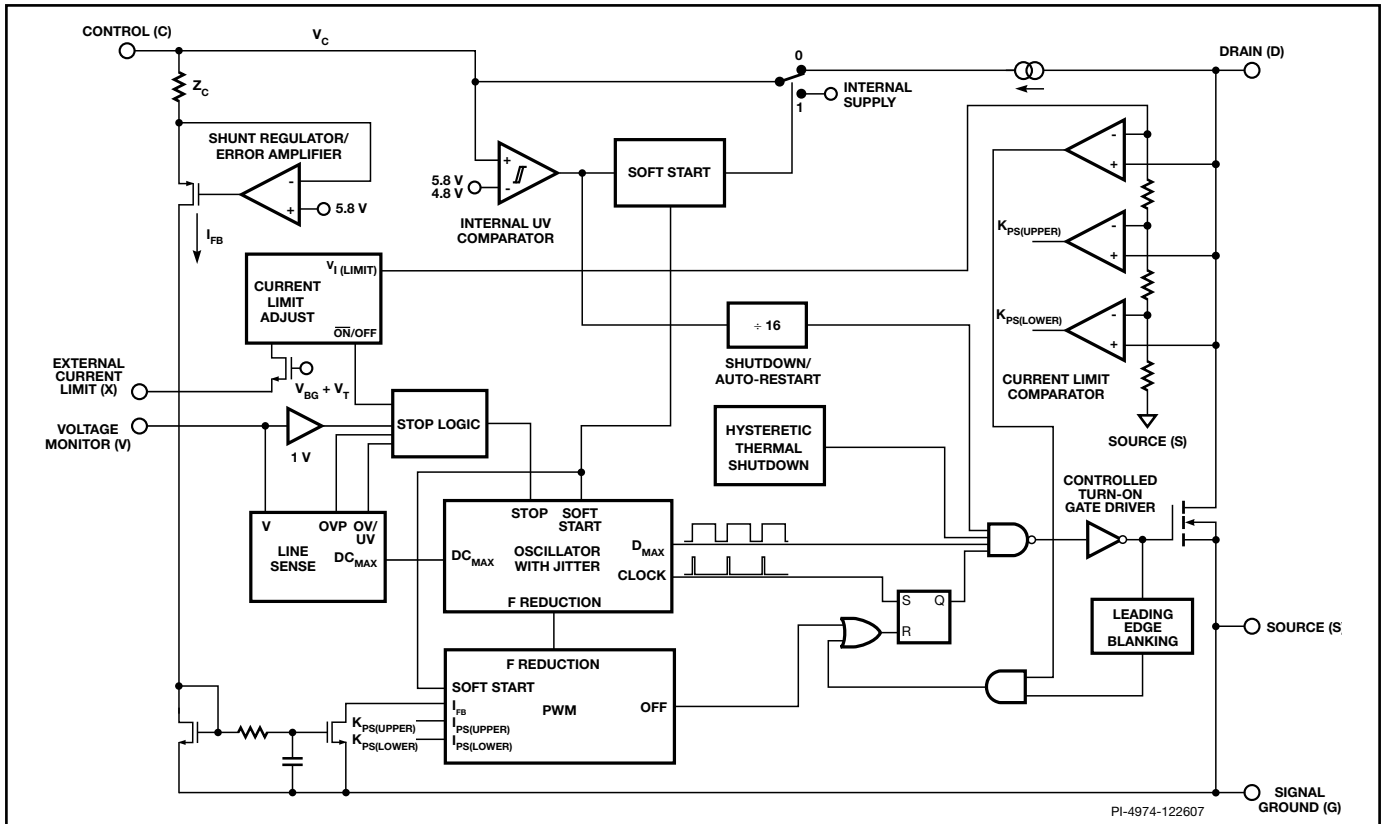 CONTROL (C)
V_C
0
DRAIN (D)
Z_C
1
INTERNAL
SUPPLY
SHUNT REGULATOR/
ERROR AMPLIFIER
-
+
5.8 V
I_FB
+
-
5.8 V
4.8 V
INTERNAL UV
COMPARATOR
SOFT START
-
+
K_PS(UPPER)
-
+
K_PS(LOWER)
-
+
V_I (LIMIT)
CURRENT
LIMIT
ADJUST
O̅N̅/OFF
÷ 16
SHUTDOWN/
AUTO-RESTART
CURRENT LIMIT
COMPARATOR
SOURCE (S)
EXTERNAL
CURRENT
LIMIT (X)
V_BG + V_T
VOLTAGE
MONITOR (V)
1 V
STOP LOGIC
HYSTERETIC
THERMAL
SHUTDOWN
CONTROLLED
TURN-ON
GATE DRIVER
V
OVP
OV/
UV
LINE
SENSE
DC_MAX
STOP
SOFT
START
DC_MAX
OSCILLATOR
WITH JITTER
D_MAX
CLOCK
F REDUCTION
S
Q
R
LEADING
EDGE
BLANKING
SOURCE (S
F REDUCTION
SOFT START
I_FB
PWM
OFF
K_PS(UPPER)
I_PS(UPPER)
K_PS(LOWER)
I_PS(LOWER)
SIGNAL
GROUND (G)
PI-4974-122607